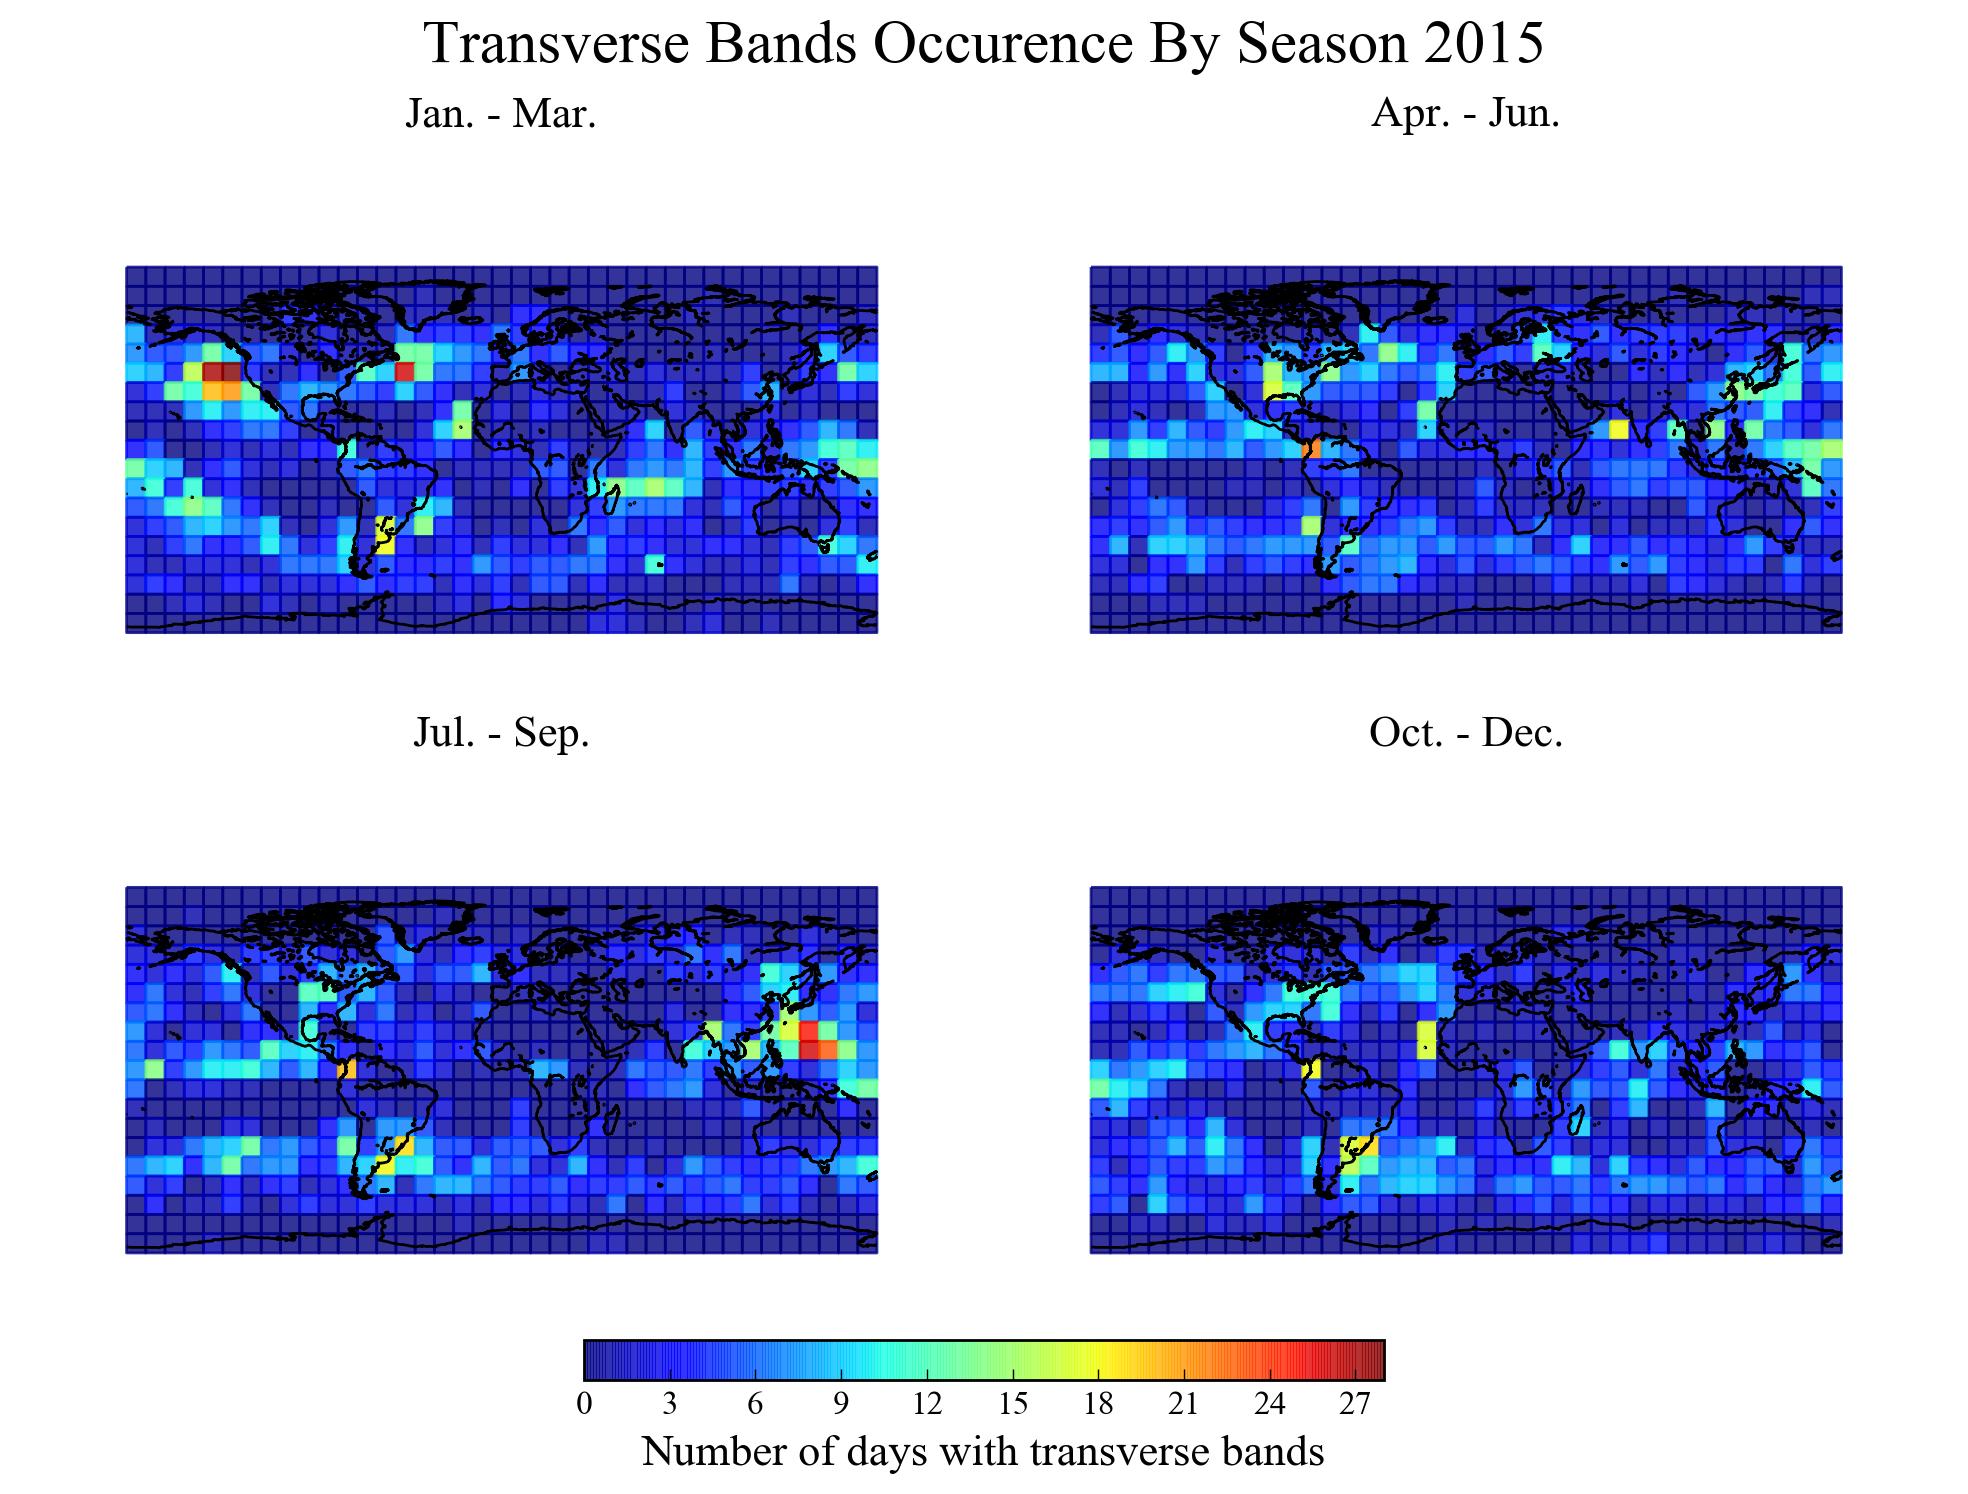 Transverse Bands Occurence By Season 2015
Jan. - Mar.
Apr. - Jun.
Jul. - Sep.
Oct. - Dec.
0 3 6 9 12 15 18 21 24 27
Number of days with transverse bands